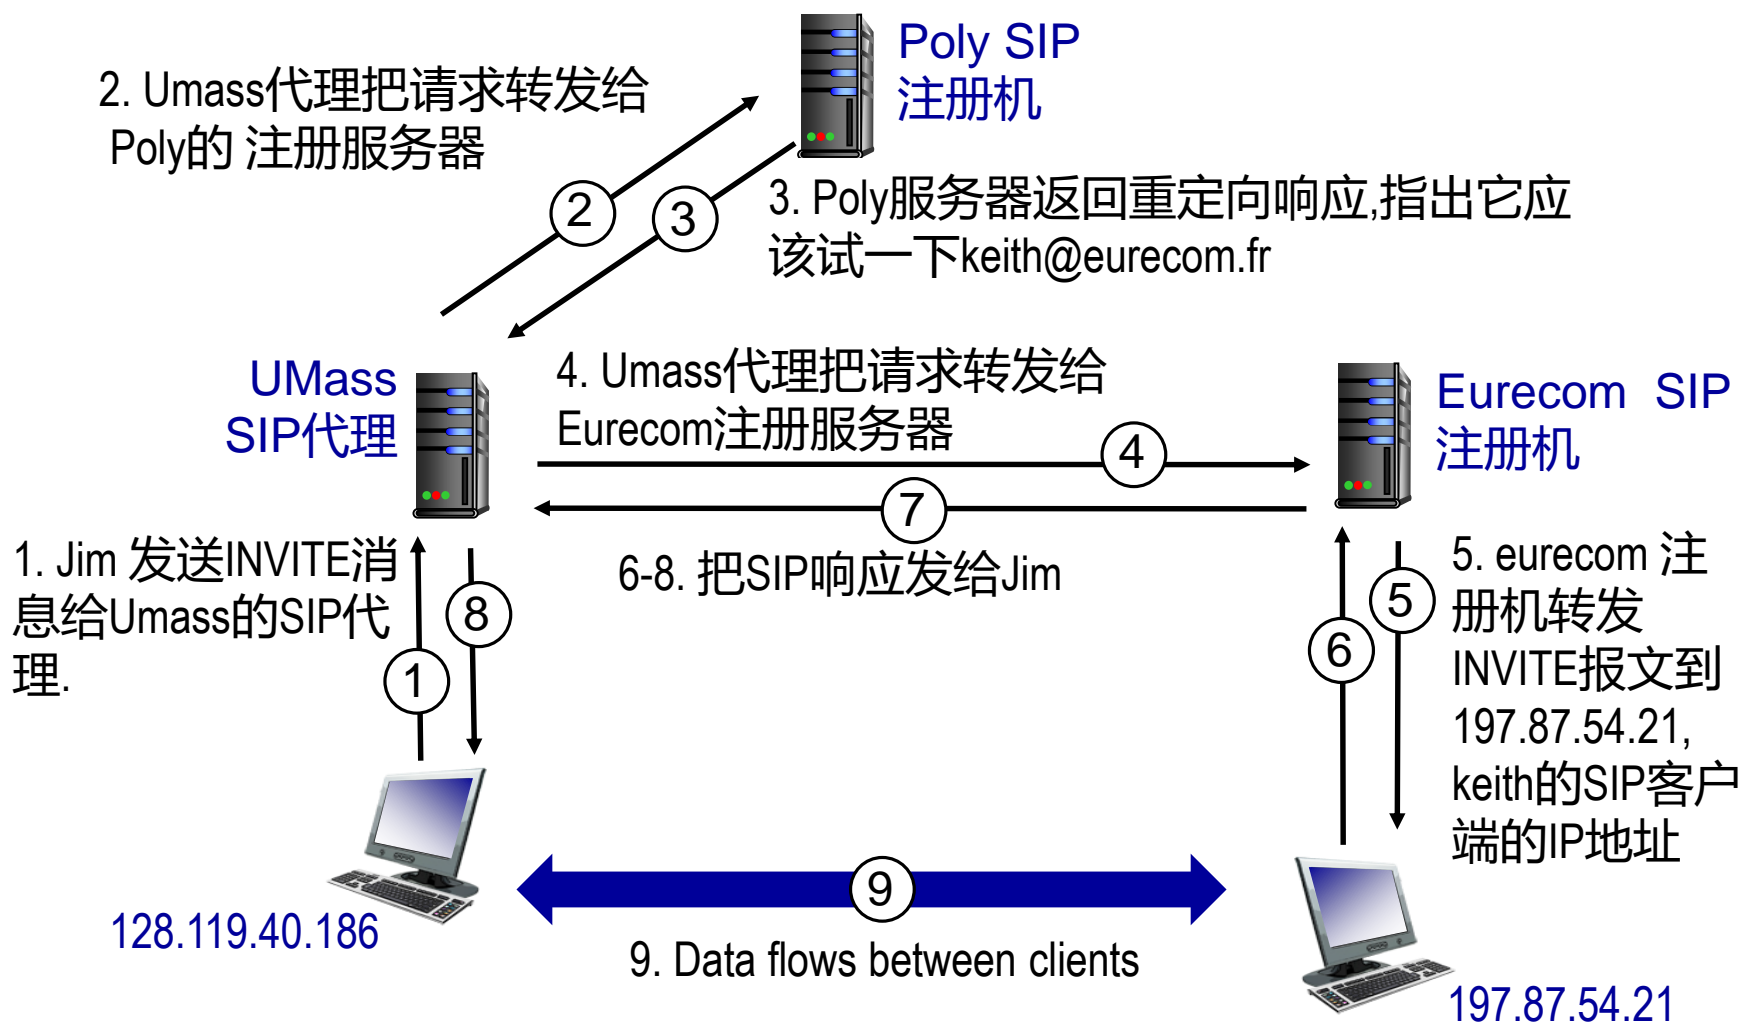 Poly SIP
注册机
2. Umass代理把请求转发给
Poly的 注册服务器
2
3
3. Poly服务器返回重定向响应,指出它应
该试一下keith@eurecom.fr
UMass
SIP代理
4. Umass代理把请求转发给
Eurecom注册服务器
4
Eurecom SIP
注册机
7
1. Jim 发送INVITE消
息给Umass的SIP代
理.
6-8. 把SIP响应发给Jim
8
1
5
6
5. eurecom 注
册机转发
INVITE报文到
197.87.54.21,
keith的SIP客户
端的IP地址
9
128.119.40.186
9. Data flows between clients
197.87.54.21